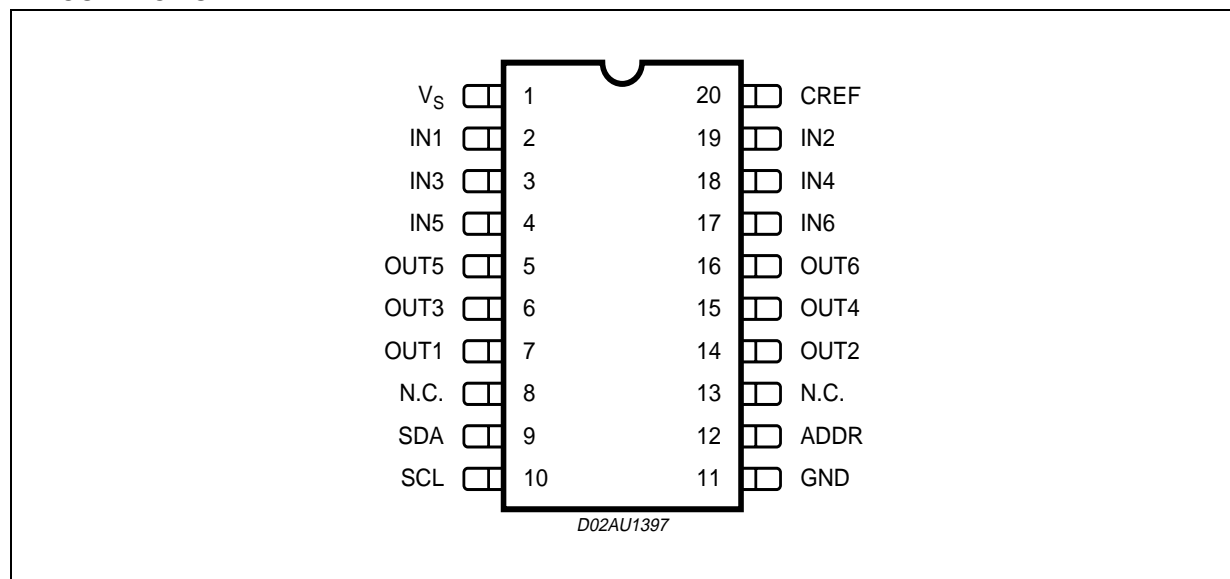 V_S 1 20 CREF
IN1 2 19 IN2
IN3 3 18 IN4
IN5 4 17 IN6
OUT5 5 16 OUT6
OUT3 6 15 OUT4
OUT1 7 14 OUT2
N.C. 8 13 N.C.
SDA 9 12 ADDR
SCL 10 11 GND
D02AU1397